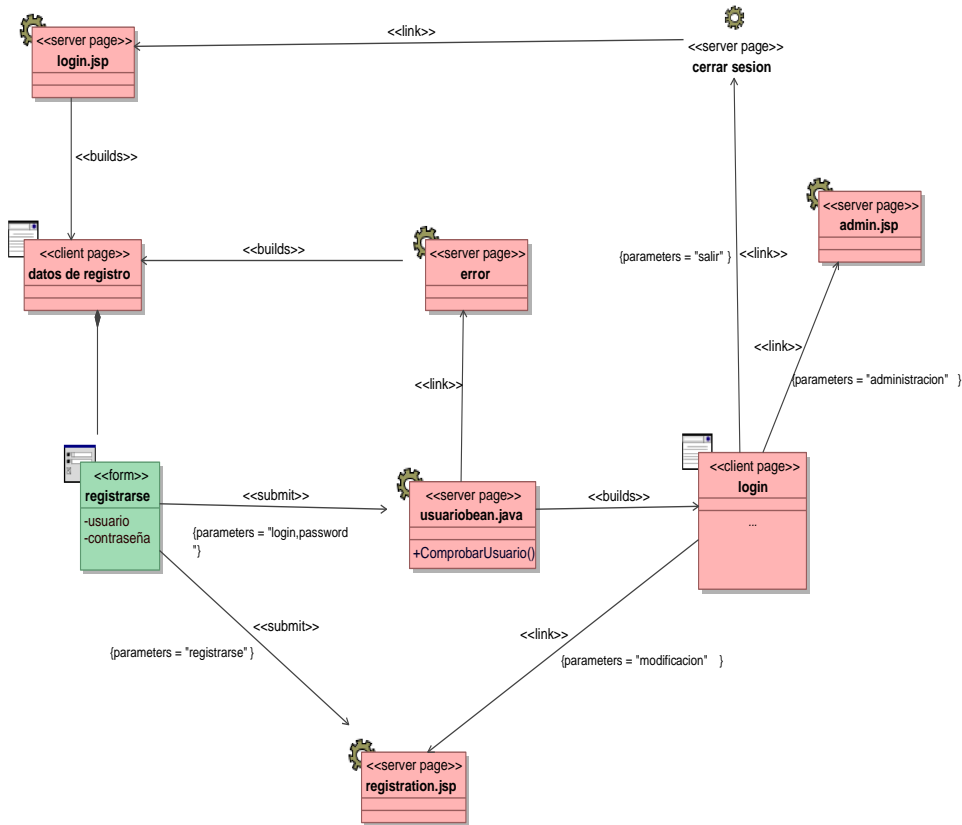 <<link>>
<<server page>>
login.jsp
<<server page>>
cerrar sesion
<<builds>>
<<server page>>
admin.jsp
<<client page>>
datos de registro
<<builds>>
<<server page>>
error
{parameters = "salir" }
<<link>>
<<link>>
{parameters = "administracion" }
<<link>>
<<form>>
registrarse
-usuario
-contraseña
<<submit>>
{parameters = "login,password
"}
<<server page>>
usuariobean.java
+ComprobarUsuario()
<<builds>>
<<client page>>
login
...
<<submit>>
{parameters = "registrarse" }
<<link>>
{parameters = "modificacion" }
<<server page>>
registration.jsp